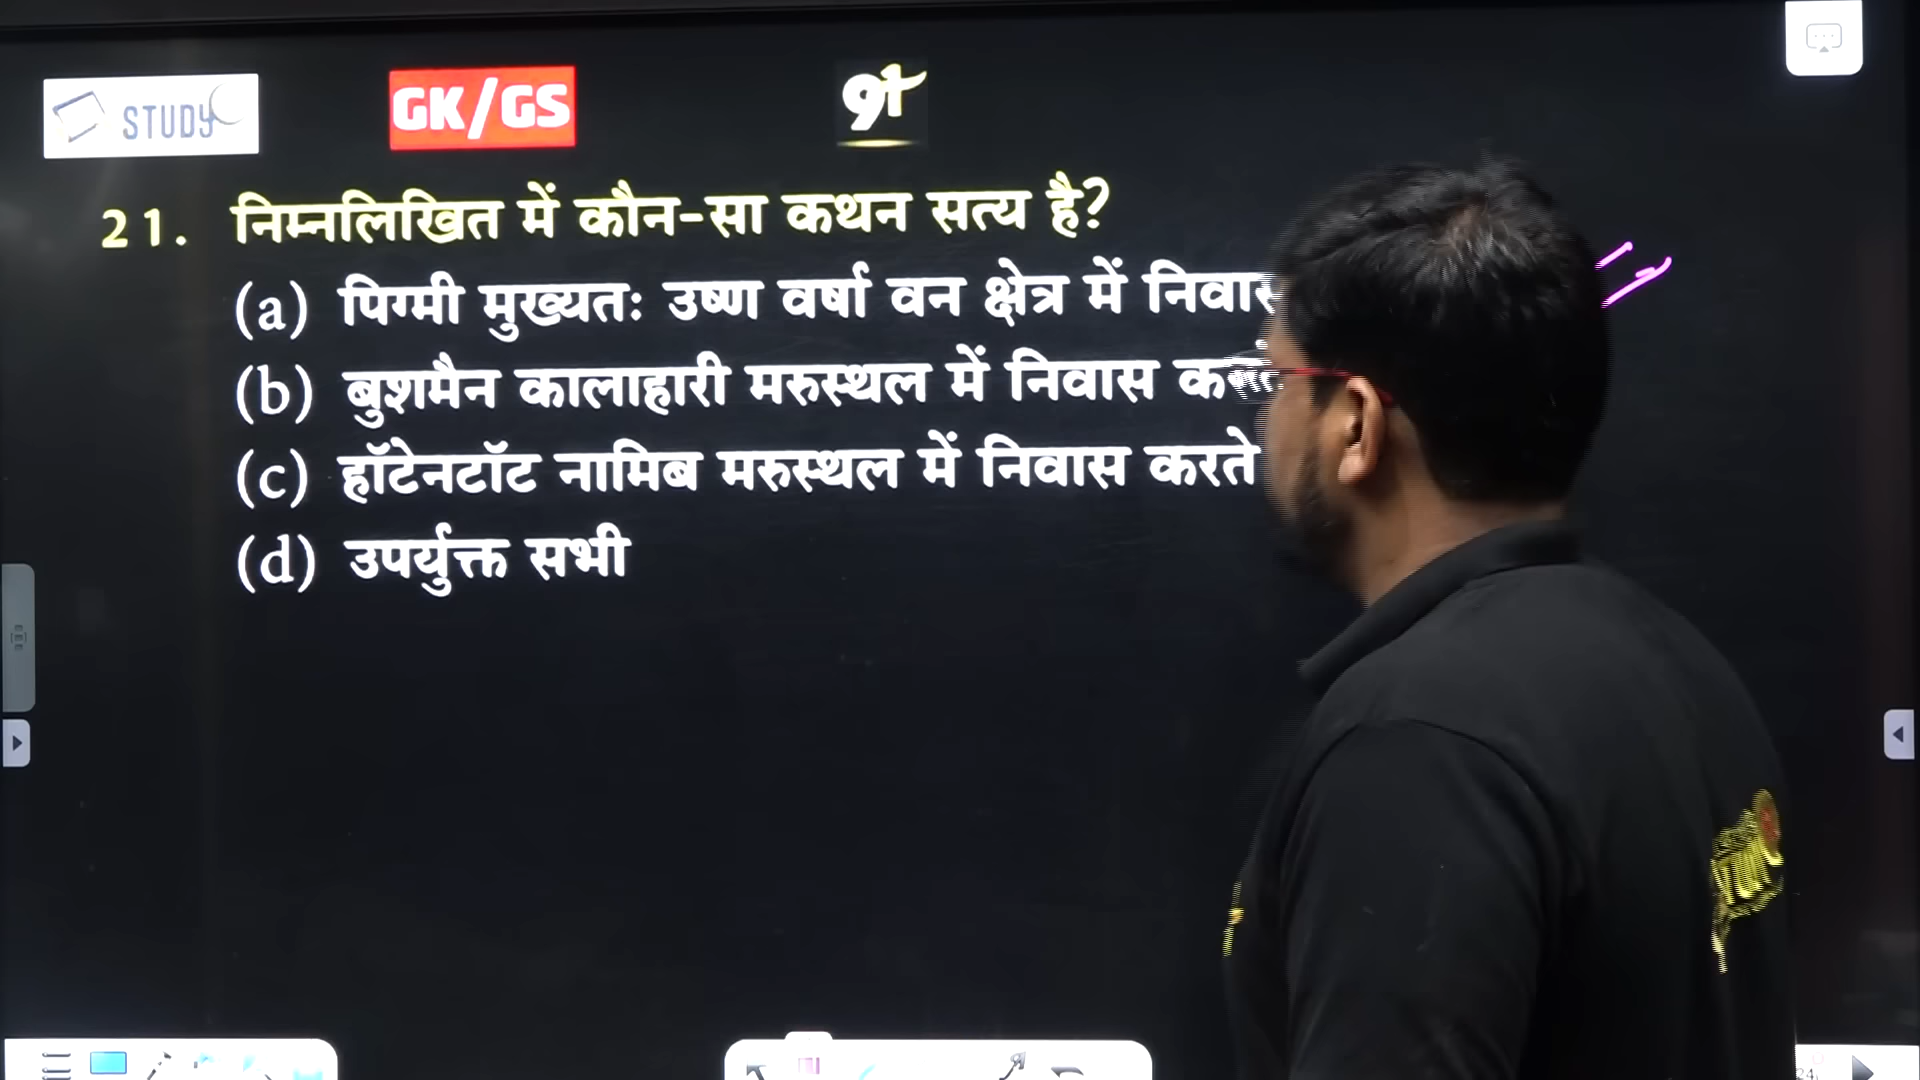 STUDY
GK/GS
21. निम्नलिखित में कौन-सा कथन सत्य है?
(a) पिग्मी मुख्यतः उष्ण वर्षा वन क्षेत्र में
(b) बुशमैन कालाहारी मरुस्थल में निवास
(c) हॉटेनटॉट नामिब मरुस्थल में निवास करते
(d) उपर्युक्त सभी